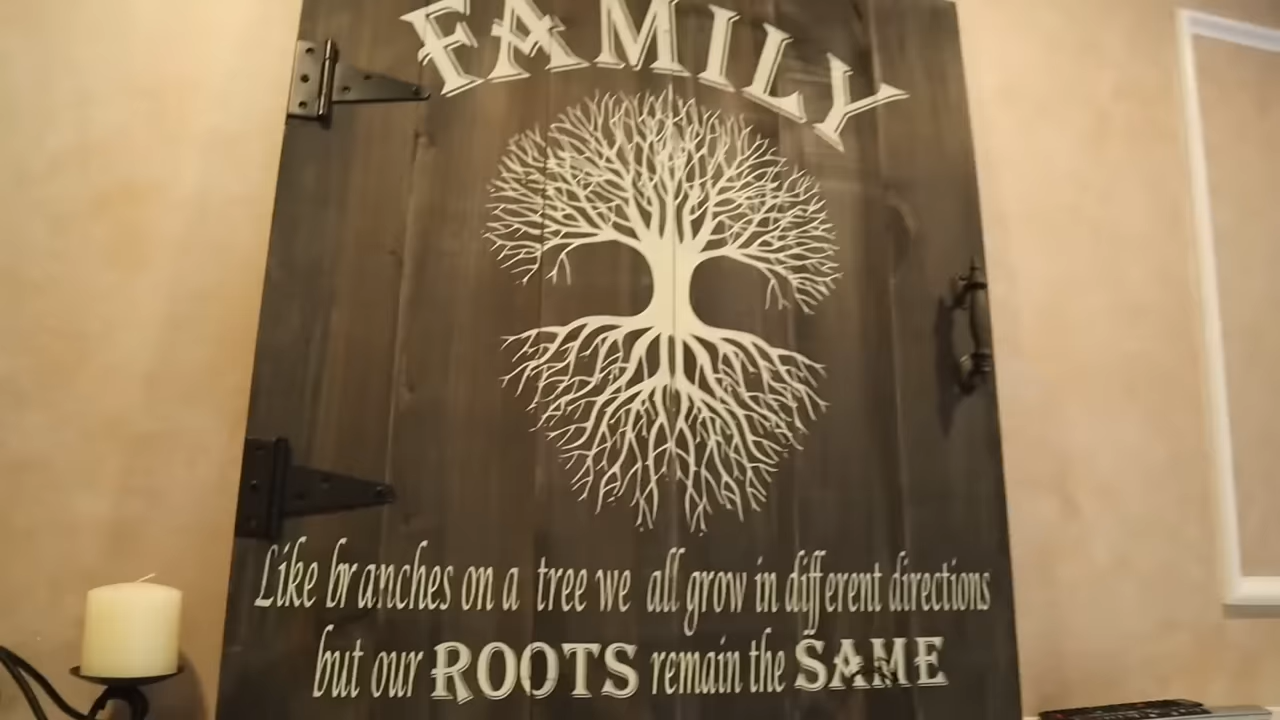 FAMILY
Like branches on a tree we all grow in different directions
but our ROOTS remain the SAME